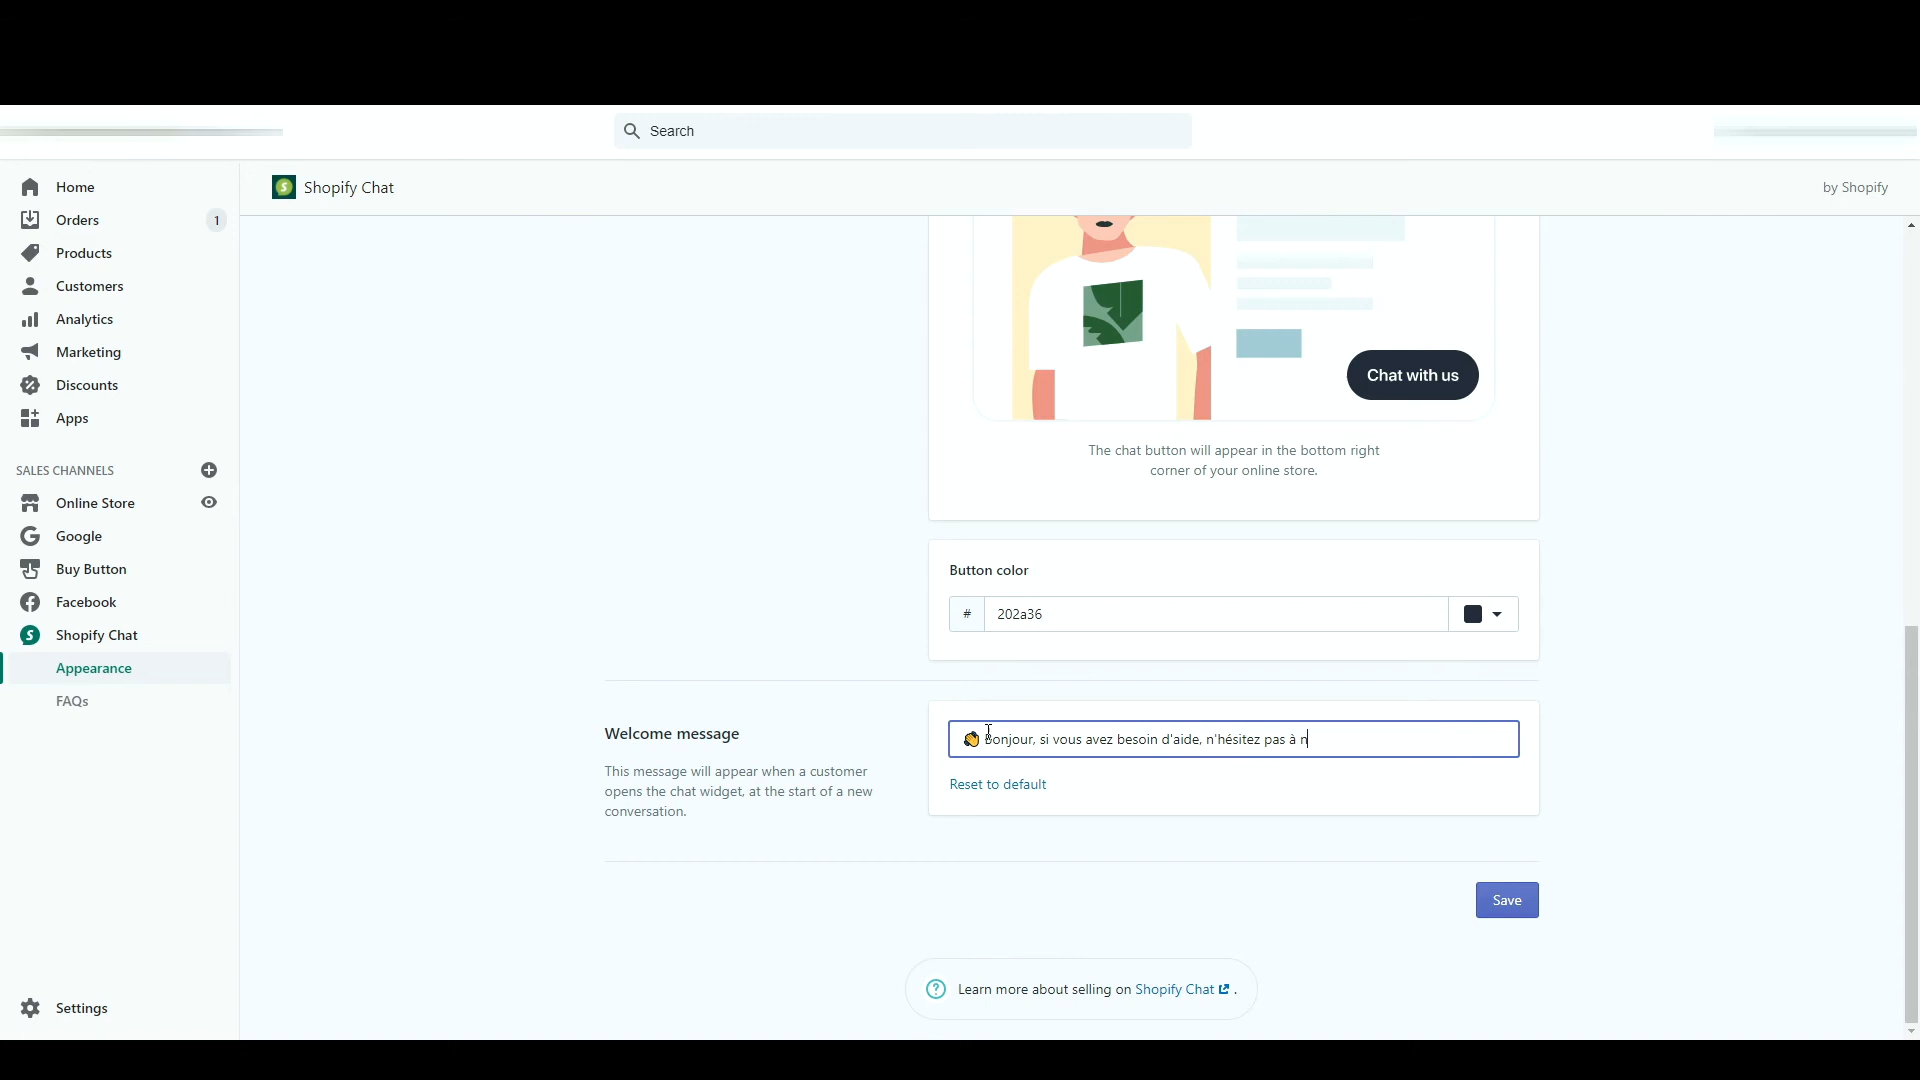 Search
Home
Orders 1
Products
Customers
Analytics
Marketing
Discounts
Apps
SALES CHANNELS
Online Store
Google
Buy Button
Facebook
Shopify Chat
Appearance
FAQs
Settings
Shopify Chat
by Shopify
Chat with us
The chat button will appear in the bottom right
corner of your online store.
Button color
# 202a36
Welcome message
This message will appear when a customer
opens the chat widget, at the start of a new
conversation.
👋 Bonjour, si vous avez besoin d'aide, n'hésitez pas à n
Reset to default
Save
Learn more about selling on Shopify Chat .